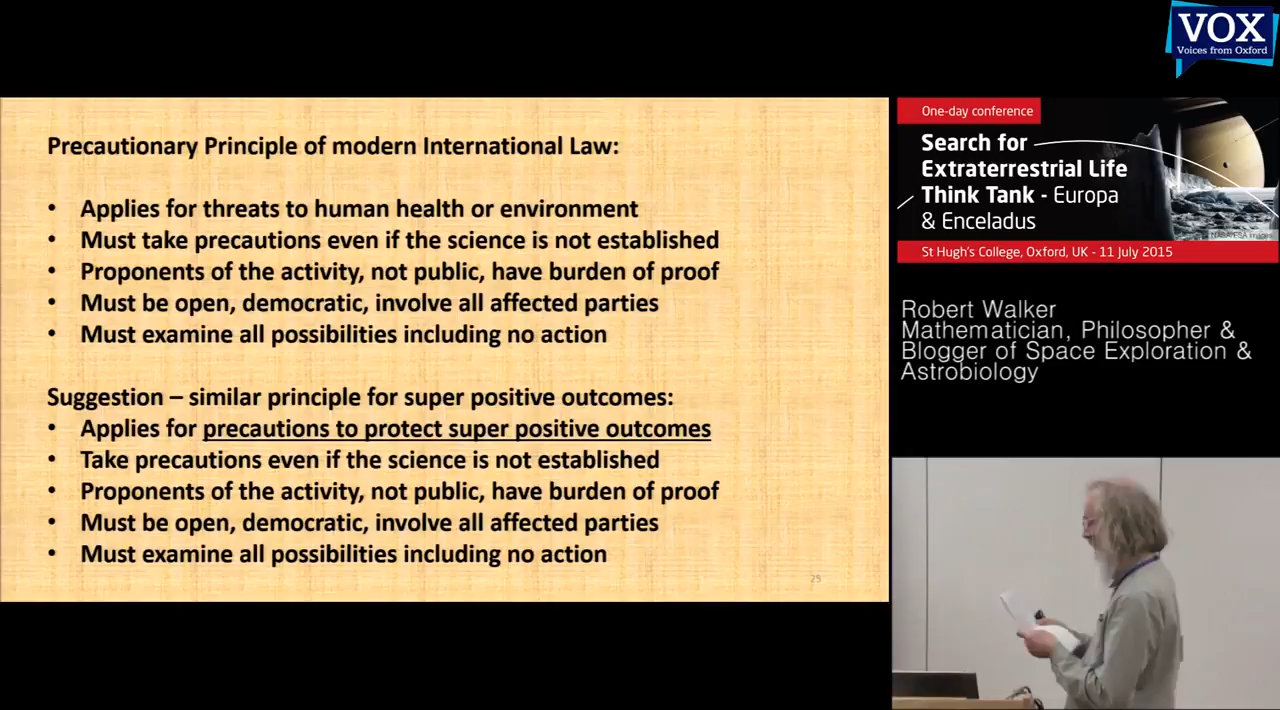 VOX
Voices from Oxford
Precautionary Principle of modern International Law:
• Applies for threats to human health or environment
• Must take precautions even if the science is not established
• Proponents of the activity, not public, have burden of proof
• Must be open, democratic, involve all affected parties
• Must examine all possibilities including no action
Suggestion – similar principle for super positive outcomes:
• Applies for precautions to protect super positive outcomes
• Take precautions even if the science is not established
• Proponents of the activity, not public, have burden of proof
• Must be open, democratic, involve all affected parties
• Must examine all possibilities including no action
25
One-day conference
Search for
Extraterrestrial Life
Think Tank - Europa
& Enceladus
NASA/ESA images
St Hugh's College, Oxford, UK - 11 July 2015
Robert Walker
Mathematician, Philosopher &
Blogger of Space Exploration &
Astrobiology